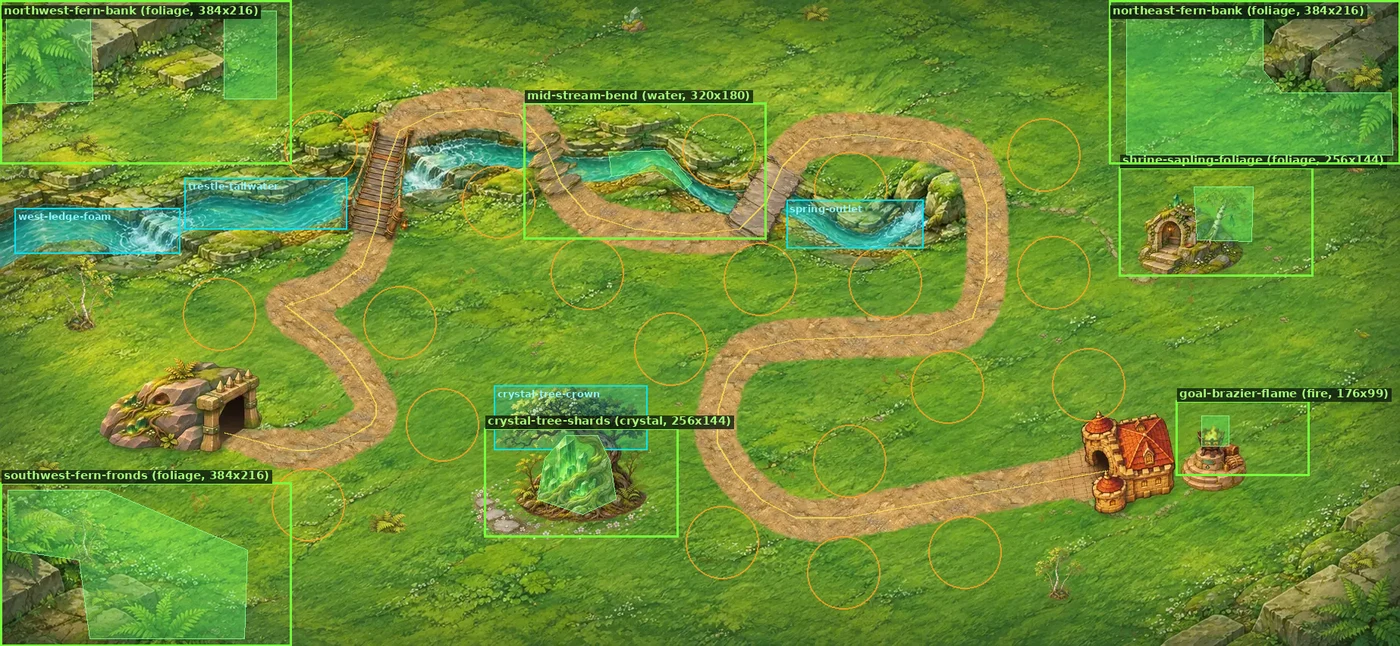 northwest-fern-bank (foliage, 384x216)
northeast-fern-bank (foliage, 384x216)
mid-stream-bend (water, 320x180)
shrine-sapling-foliage (foliage, 256x144)
trestle-tailwater
west-ledge-foam
spring-outlet
crystal-tree-crown
goal-brazier-flame (fire, 176x99)
crystal-tree-shards (crystal, 256x144)
southwest-fern-fronds (foliage, 384x216)